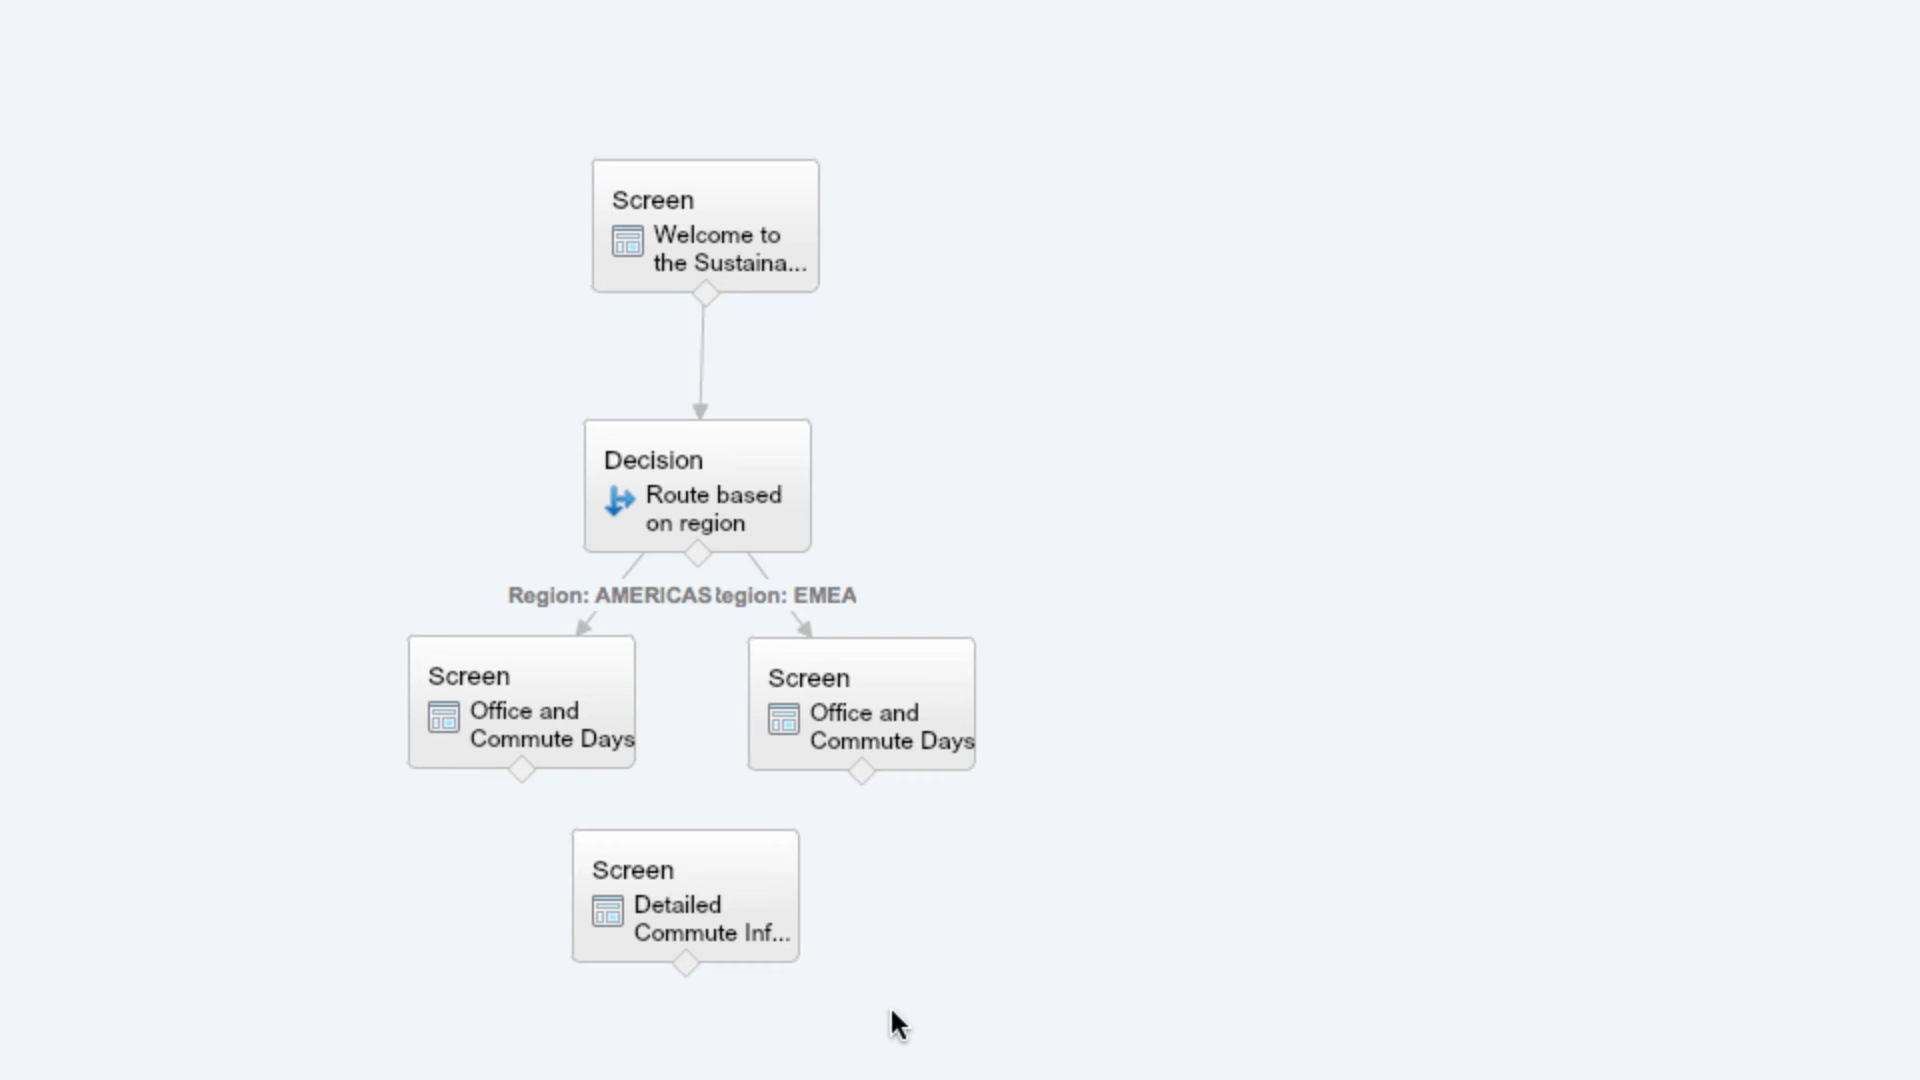 Screen
Welcome to
the Sustaina...
Decision
Route based
on region
Region: AMERICAS
egion: EMEA
Screen
Office and
Commute Days
Screen
Office and
Commute Days
Screen
Detailed
Commute Inf...